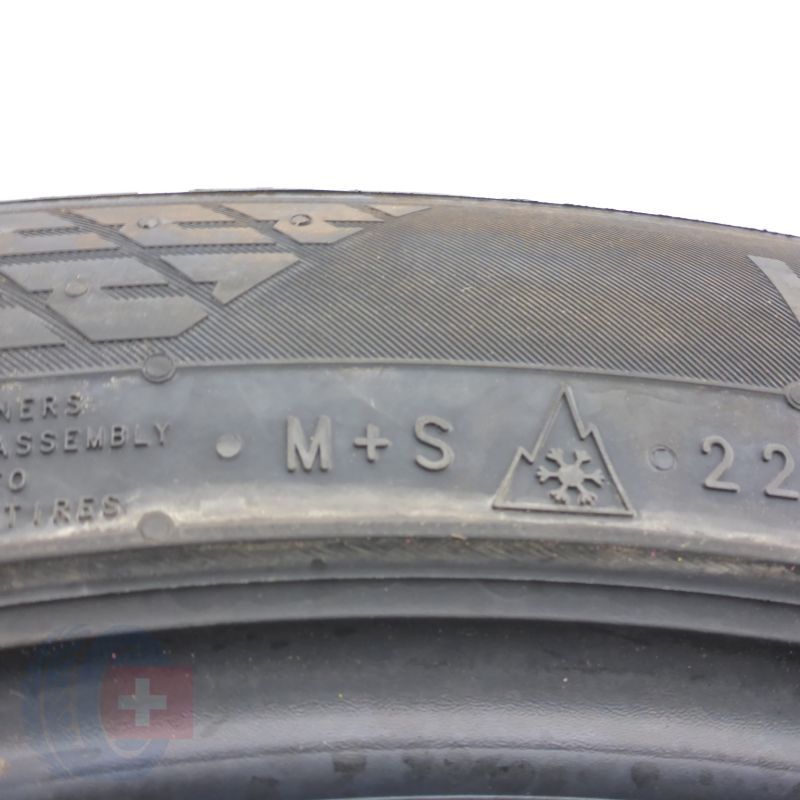 NERS
ASSEMBLY
TO
TIRES
M+S
22